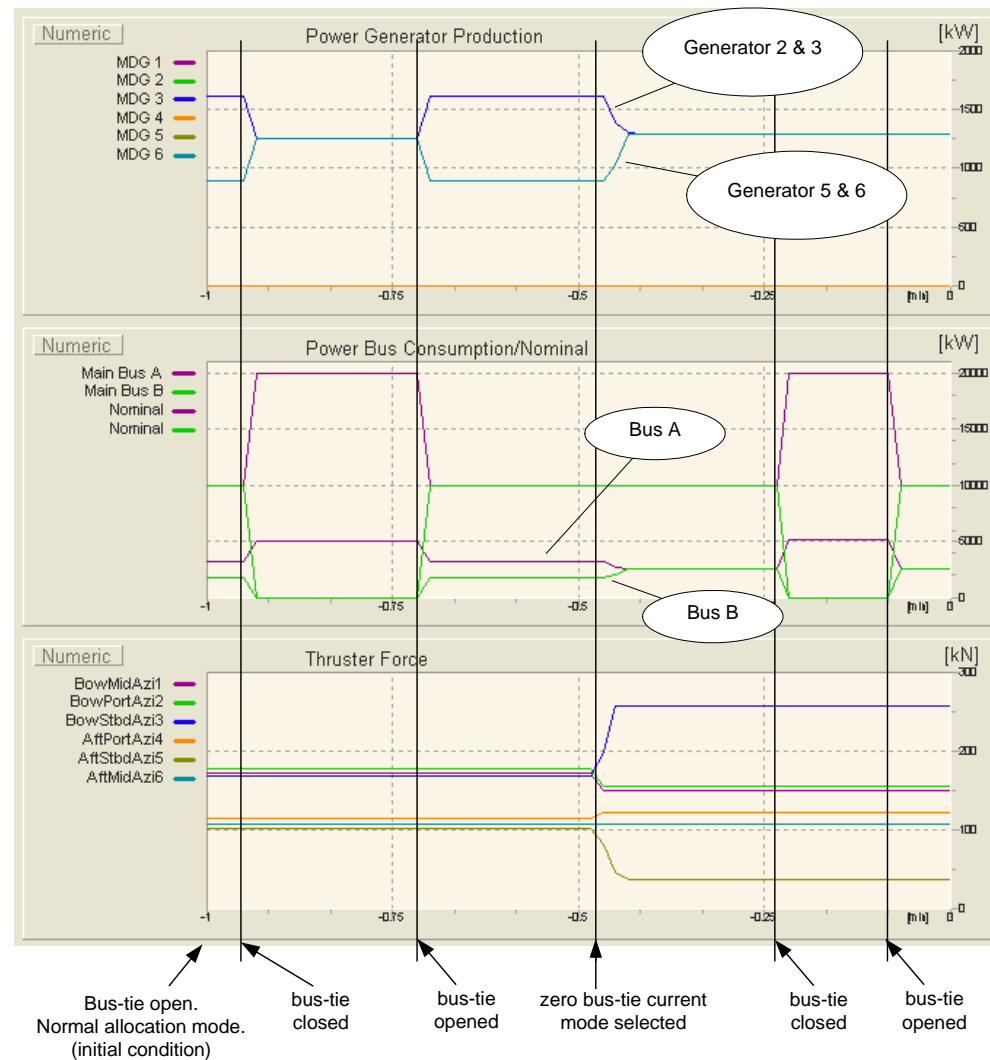 Numeric
Power Generator Production
[kW]
MDG 1
MDG 2
MDG 3
MDG 4
MDG 5
MDG 6
Generator 2 & 3
Generator 5 & 6
2000
1500
1000
500
0
-1
-0.75
-0.5
-0.25
[min]
0
Numeric
Power Bus Consumption/Nominal
[kW]
Main Bus A
Main Bus B
Nominal
Nominal
Bus A
Bus B
20000
15000
10000
5000
0
-1
-0.75
-0.5
-0.25
[min]
0
Numeric
Thruster Force
[kN]
BowMidAzi1
BowPortAzi2
BowStbdAzi3
AftPortAzi4
AftStbdAzi5
AftMidAzi6
300
200
100
0
-1
-0.75
-0.5
-0.25
[min]
0
Bus-tie open.
Normal allocation mode.
(initial condition)
bus-tie
closed
bus-tie
opened
zero bus-tie current
mode selected
bus-tie
closed
bus-tie
opened